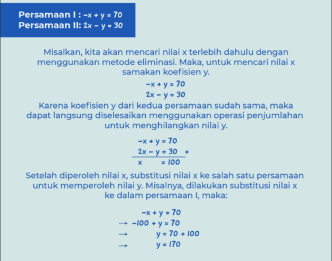 Persamaan I : -x + y = 70
Persamaan II: 2x - y = 30
Misalkan, kita akan mencari nilai x terlebih dahulu dengan
menggunakan metode eliminasi. Maka, untuk mencari nilai x
samakan koefisien y.
-x + y = 70
2x - y = 30
Karena koefisien y dari kedua persamaan sudah sama, maka
dapat langsung diselesaikan menggunakan operasi penjumlahan
untuk menghilangkan nilai y.
-x + y = 70
2x - y = 30 +
x = 100
Setelah diperoleh nilai x, substitusi nilai x ke salah satu persamaan
untuk memperoleh nilai y. Misalnya, dilakukan substitusi nilai x
ke dalam persamaan I, maka:
-x + y = 70
→ -100 + y = 70
→ y = 70 + 100
→ y = 170